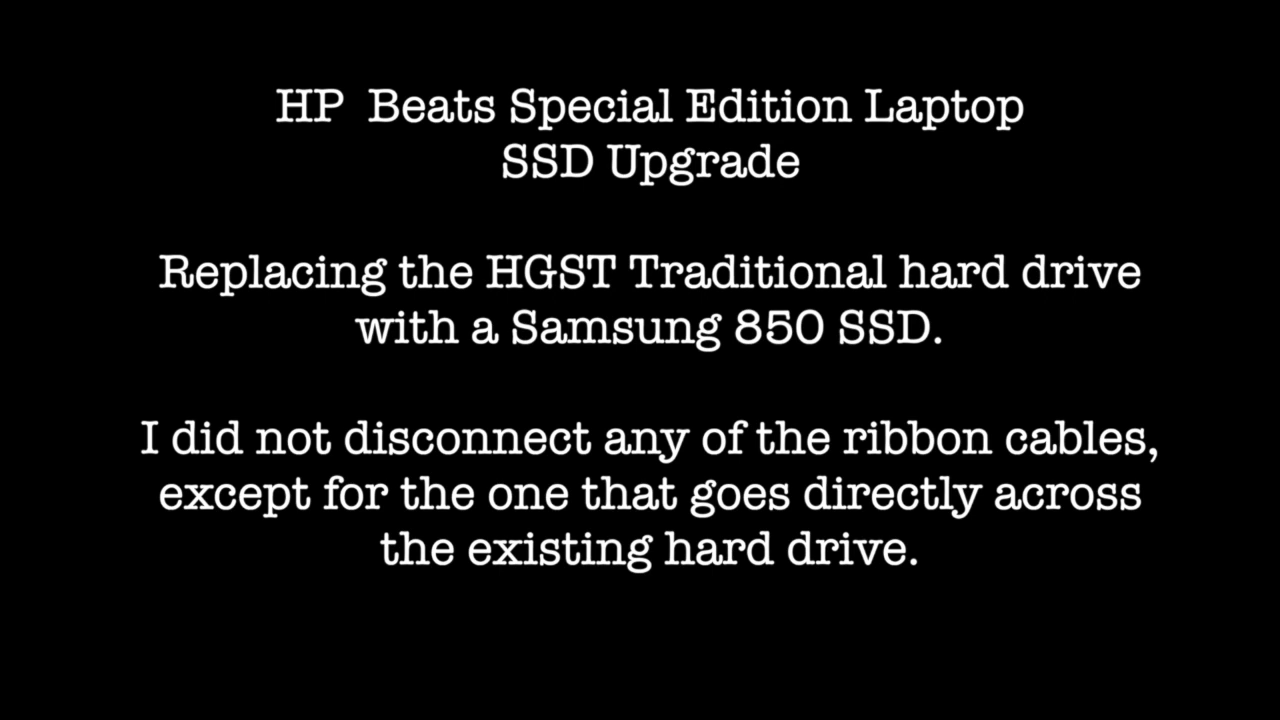 HP  Beats Special Edition Laptop
SSD Upgrade
Replacing the HGST Traditional hard drive
with a Samsung 850 SSD.
I did not disconnect any of the ribbon cables,
except for the one that goes directly across
the existing hard drive.